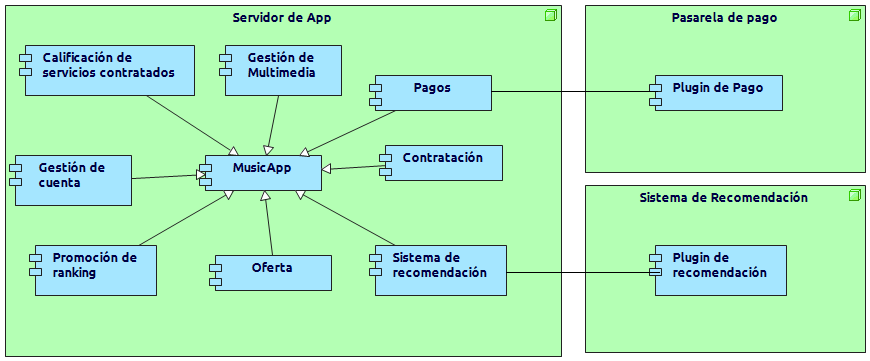 Servidor de App
Pasarela de pago
Calificación de
servicios contratados
Gestión de
Multimedia
Pagos
Plugin de Pago
Gestión de
cuenta
MusicApp
Contratación
Sistema de Recomendación
Promoción de
ranking
Oferta
Sistema de
recomendación
Plugin de
recomendación